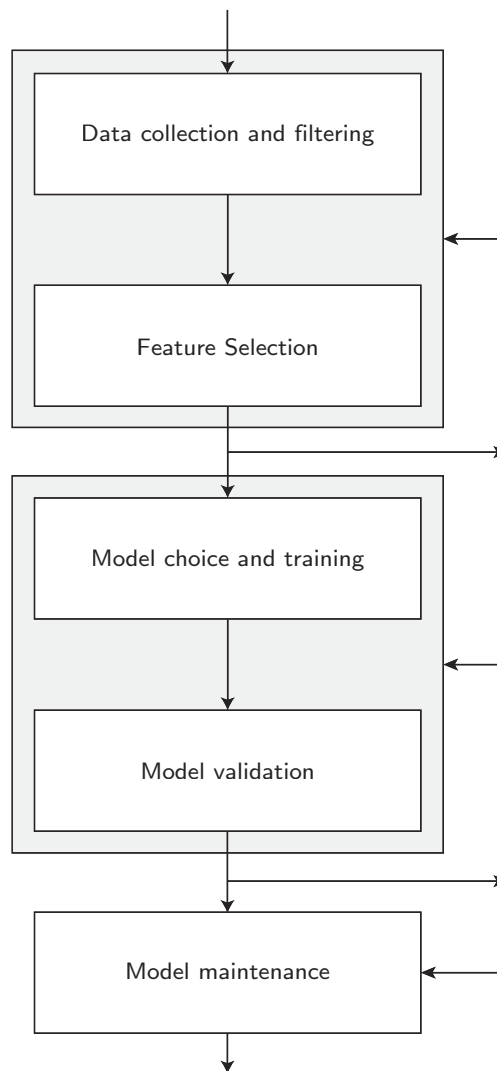 Data collection and filtering
Feature Selection
Model choice and training
Model validation
Model maintenance